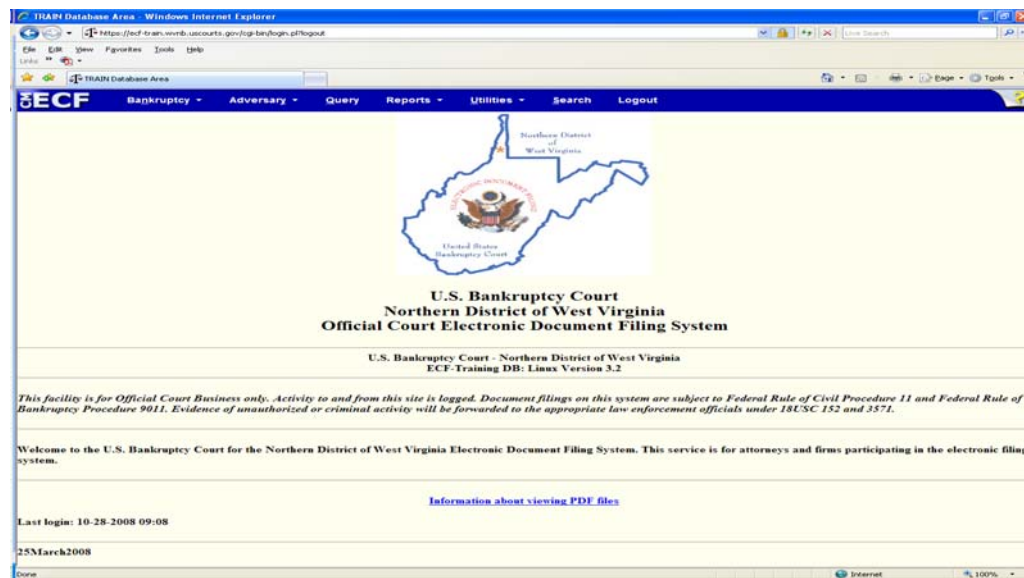 TRAIN Database Area - Windows Internet Explorer
https://ecf-train.wvnb.uscourts.gov/cgi-bin/login.pl?logout
Live Search
File Edit View Favorites Tools Help
Links
TRAIN Database Area
Page Tools
CM ECF Bankruptcy Adversary Query Reports Utilities Search Logout
Northern District
of
West Virginia
ELECTRONIC DOCUMENT FILING
United States
Bankruptcy Court
U.S. Bankruptcy Court
Northern District of West Virginia
Official Court Electronic Document Filing System
U.S. Bankruptcy Court - Northern District of West Virginia
ECF-Training DB: Linux Version 3.2
This facility is for Official Court Business only. Activity to and from this site is logged. Document filings on this system are subject to Federal Rule of Civil Procedure 11 and Federal Rule of
Bankruptcy Procedure 9011. Evidence of unauthorized or criminal activity will be forwarded to the appropriate law enforcement officials under 18USC 152 and 3571.
Welcome to the U.S. Bankruptcy Court for the Northern District of West Virginia Electronic Document Filing System. This service is for attorneys and firms participating in the electronic filing
system.
Information about viewing PDF files
Last login: 10-28-2008 09:08
25March2008
Done Internet 100%